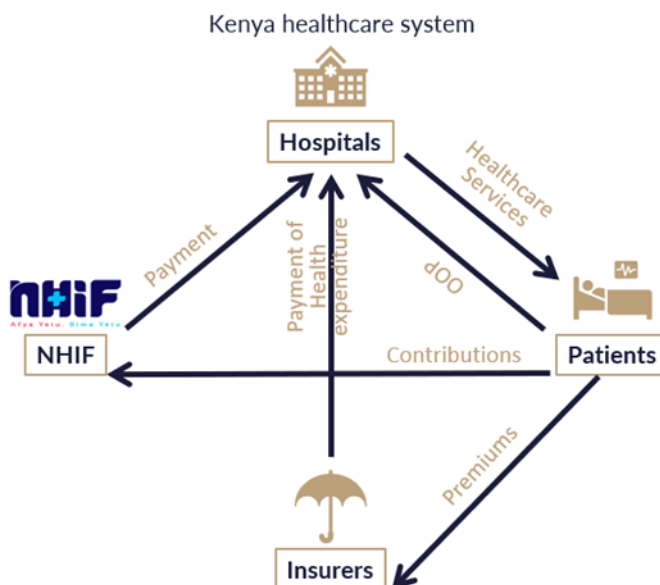 Kenya healthcare system
Hospitals
Healthcare
Services
Payment
Payment of
Health
expenditure
OOP
nHiF
Afya Yetu, Bima Yetu
NHIF
Contributions
Patients
Premiums
Insurers